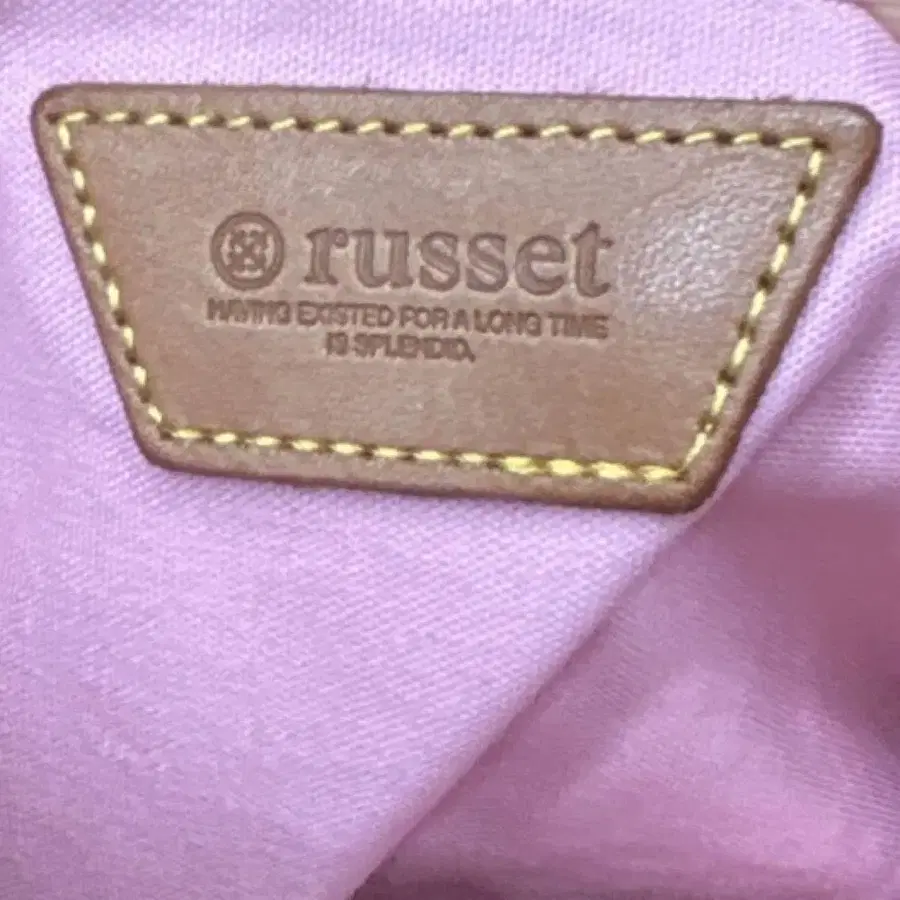 russet
HAVING EXISTED FOR A LONG TIME
IS SPLENDID.